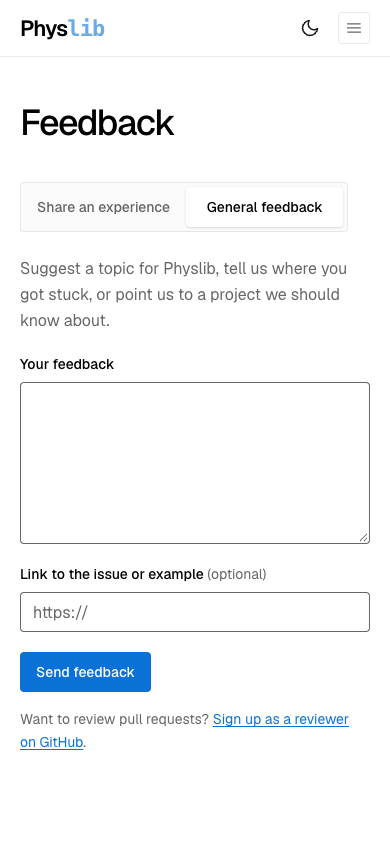 Physlib
Feedback
Share an experience
General feedback
Suggest a topic for Physlib, tell us where you
got stuck, or point us to a project we should
know about.
Your feedback
Link to the issue or example (optional)
https://
Send feedback
Want to review pull requests? Sign up as a reviewer
on GitHub.